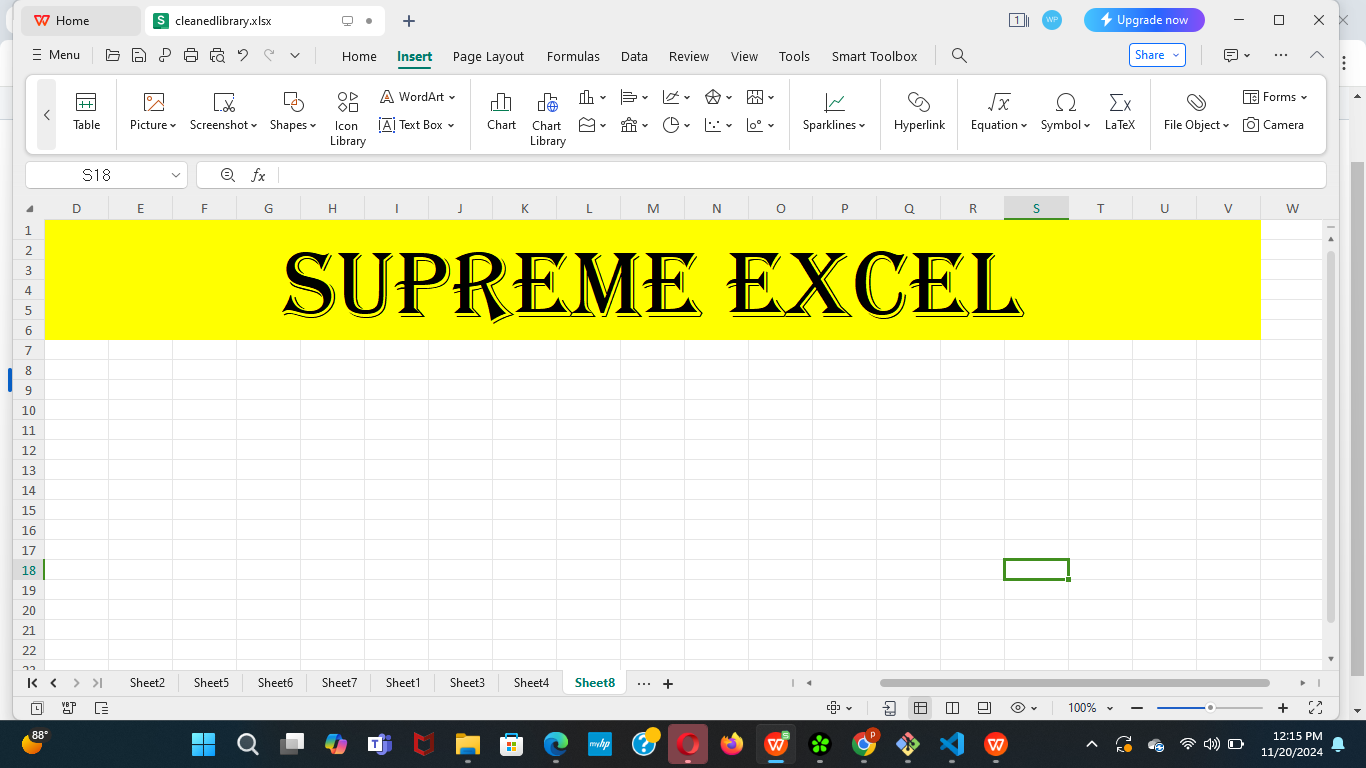 Home
cleanedlibrary.xlsx
1
WP
Upgrade now
Menu
Home Insert Page Layout Formulas Data Review View Tools Smart Toolbox
Share
Table
Picture
Screenshot
Shapes
Icon Library
WordArt
Text Box
Chart
Chart Library
Sparklines
Hyperlink
Equation
Symbol
LaTeX
File Object
Forms
Camera
S18
fx
D E F G H I J K L M N O P Q R S T U V W
1
2
3
4
5
6
SUPREME EXCEL
7
8
9
10
11
12
13
14
15
16
17
18
19
20
21
22
23
Sheet2 Sheet5 Sheet6 Sheet7 Sheet1 Sheet3 Sheet4 Sheet8
100%
88°
myhp
12:15 PM
11/20/2024